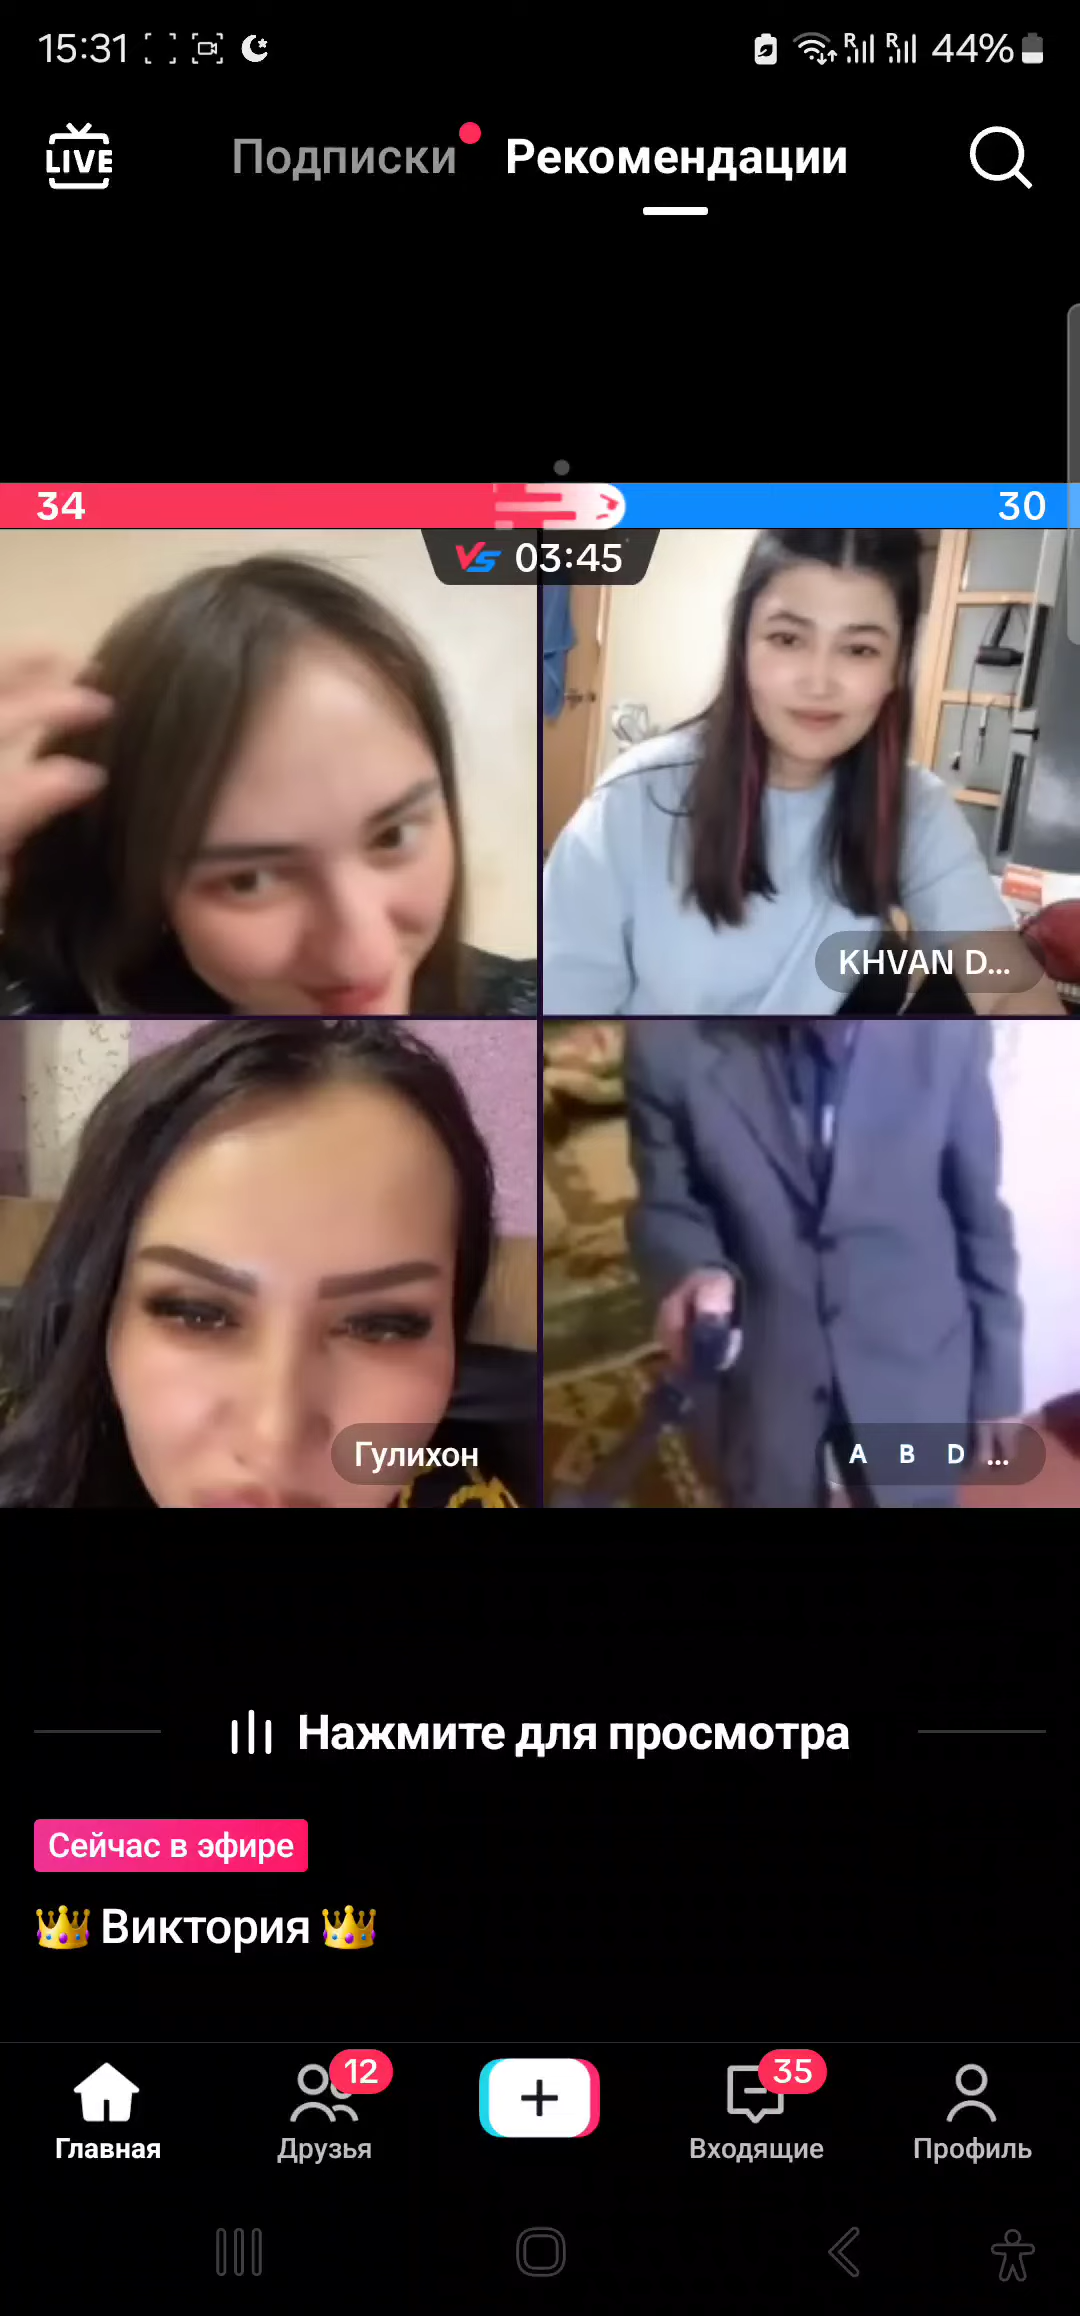 15:31 44%
LIVE Подписки Рекомендации
34 30
VS 03:45
KHVAN D...
Гулихон
A B D ...
Нажмите для просмотра
Сейчас в эфире
👑 Виктория 👑
12 35
Главная Друзья Входящие Профиль